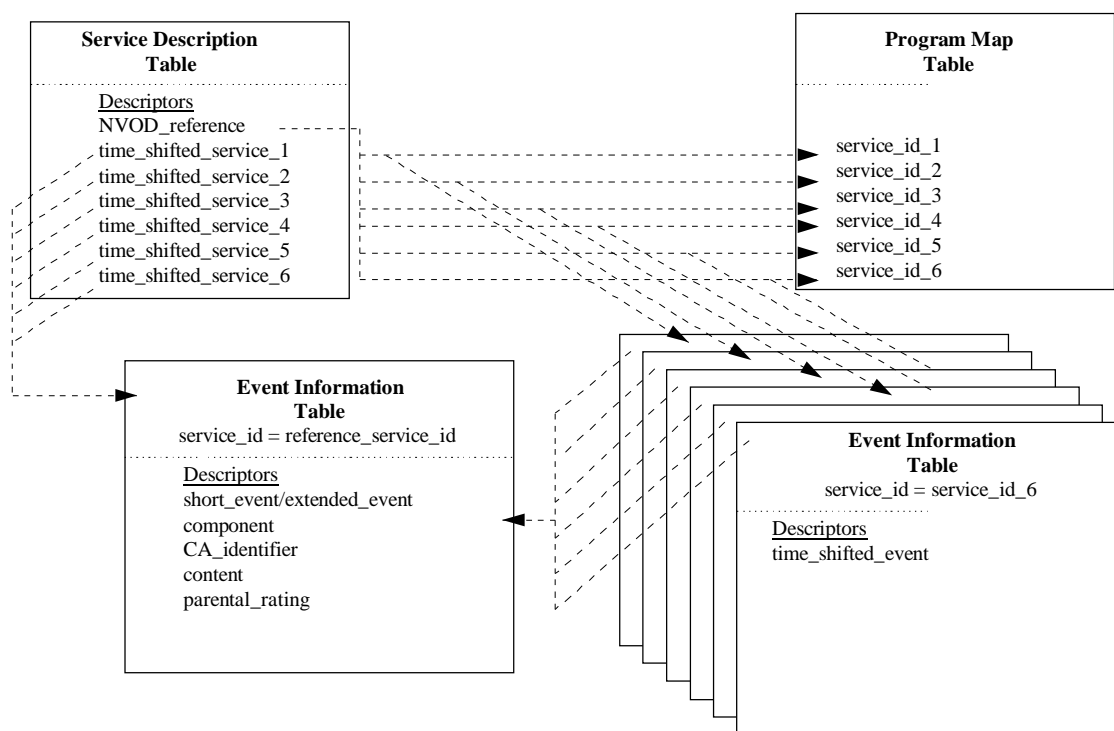 Service Description
Table
Descriptors
NVOD_reference
time_shifted_service_1
time_shifted_service_2
time_shifted_service_3
time_shifted_service_4
time_shifted_service_5
time_shifted_service_6
Program Map
Table
service_id_1
service_id_2
service_id_3
service_id_4
service_id_5
service_id_6
Event Information
Table
service_id = reference_service_id
Descriptors
short_event/extended_event
component
CA_identifier
content
parental_rating
Event Information
Table
service_id = service_id_6
Descriptors
time_shifted_event